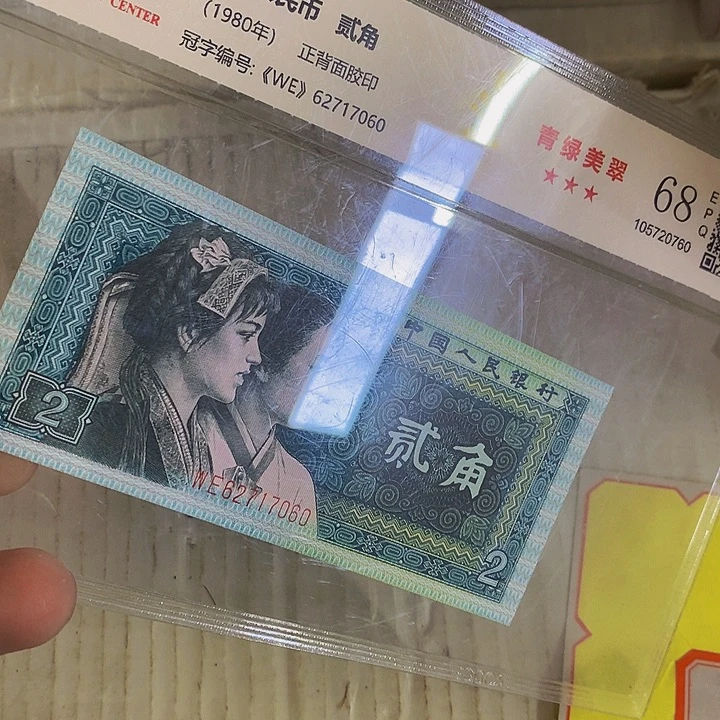 CENTER
民币 贰角
(1980年) 正背面胶印
冠字编号:《WE》62717060
青绿美翠
★★★
68
E
P
Q
105720760
中国人民银行
贰角
2
WE62717060
2